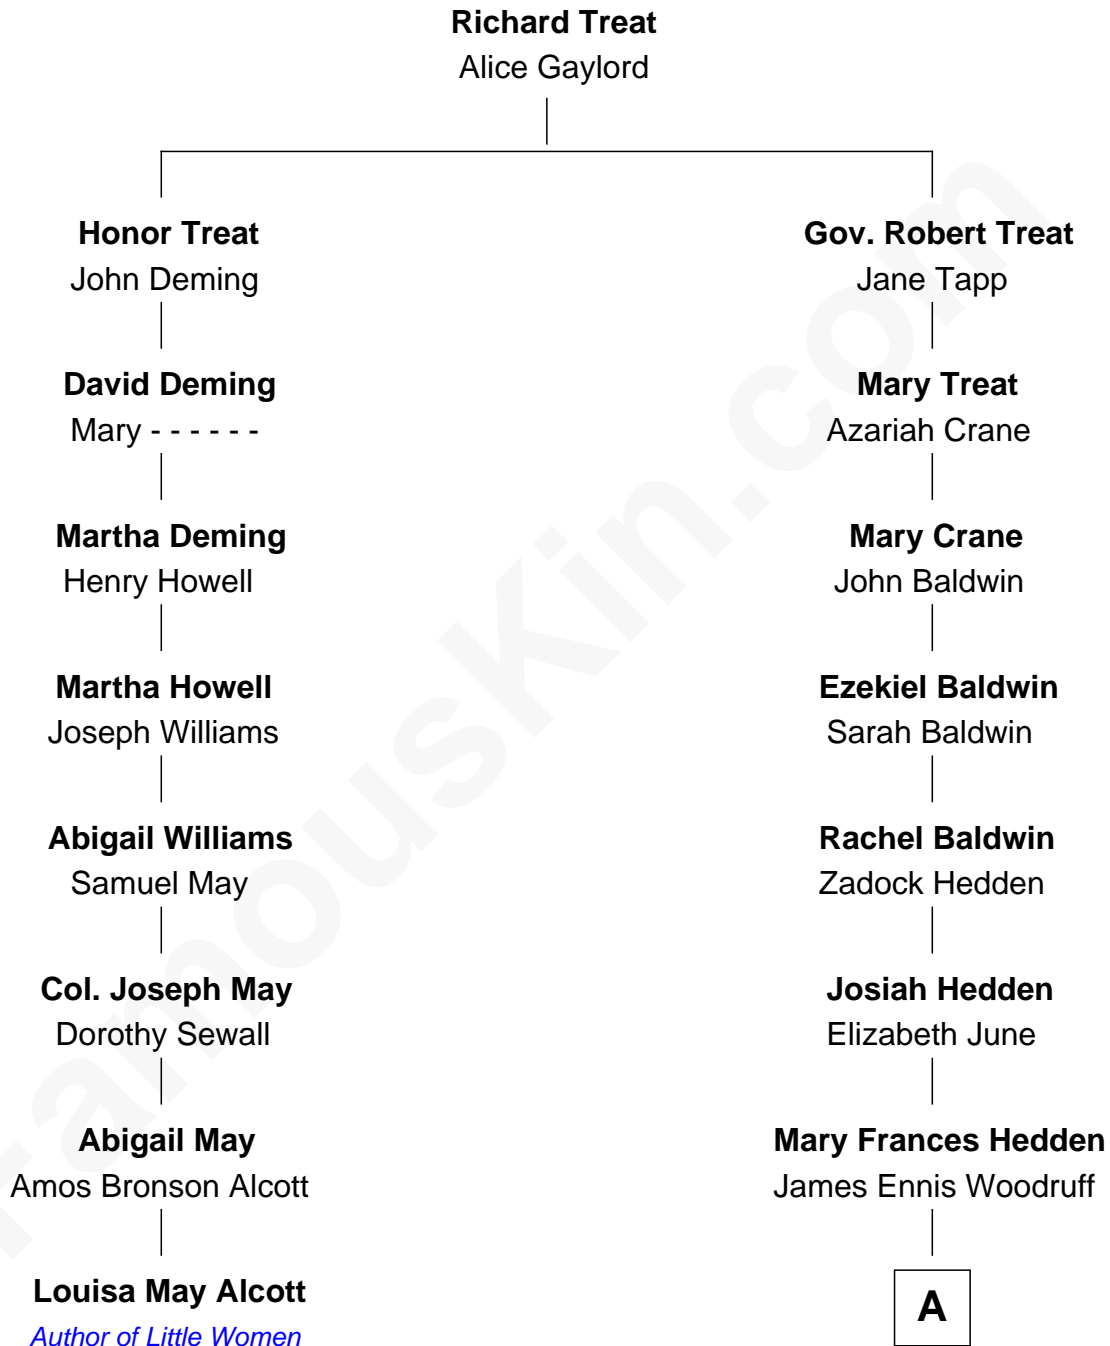 Richard Treat
Alice Gaylord
Honor Treat
John Deming
Gov. Robert Treat
Jane Tapp
David Deming
Mary - - - - - -
Mary Treat
Azariah Crane
Martha Deming
Henry Howell
Mary Crane
John Baldwin
Martha Howell
Joseph Williams
Ezekiel Baldwin
Sarah Baldwin
Abigail Williams
Samuel May
Rachel Baldwin
Zadock Hedden
Col. Joseph May
Dorothy Sewall
Josiah Hedden
Elizabeth June
Abigail May
Amos Bronson Alcott
Mary Frances Hedden
James Ennis Woodruff
Louisa May Alcott
Author of Little Women
A
FamousKin.com